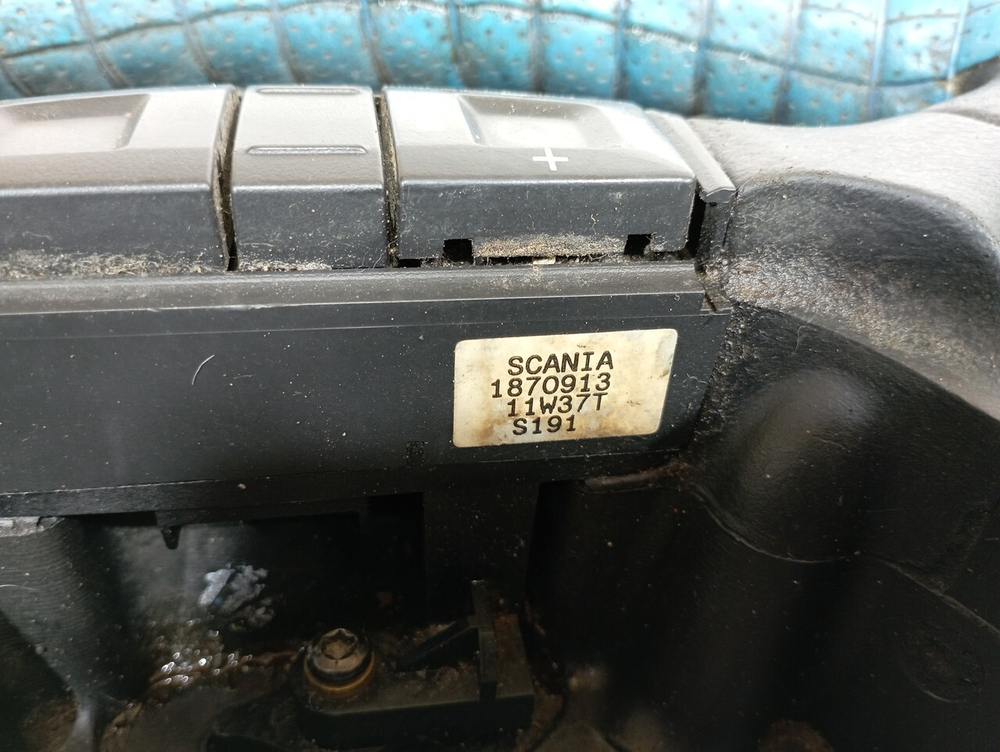 +
SCANIA
1870913
11W37T
S191